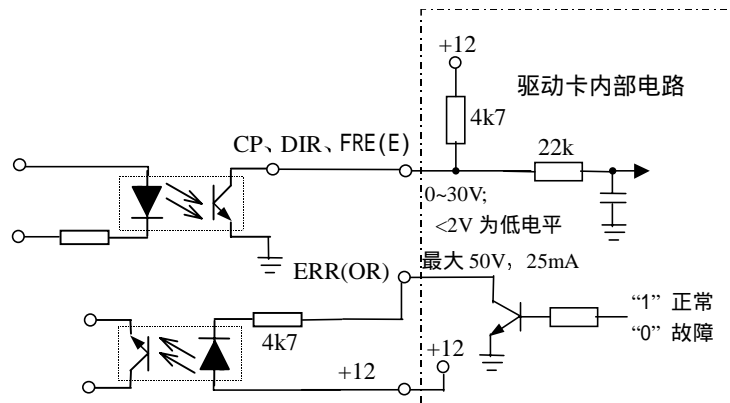 +12
驱动卡内部电路
4k7
CP、DIR、FRE(E)
22k
0~30V;
<2V 为低电平
ERR(OR)
最大 50V，25mA
“1” 正常
“0” 故障
4k7
+12
+12